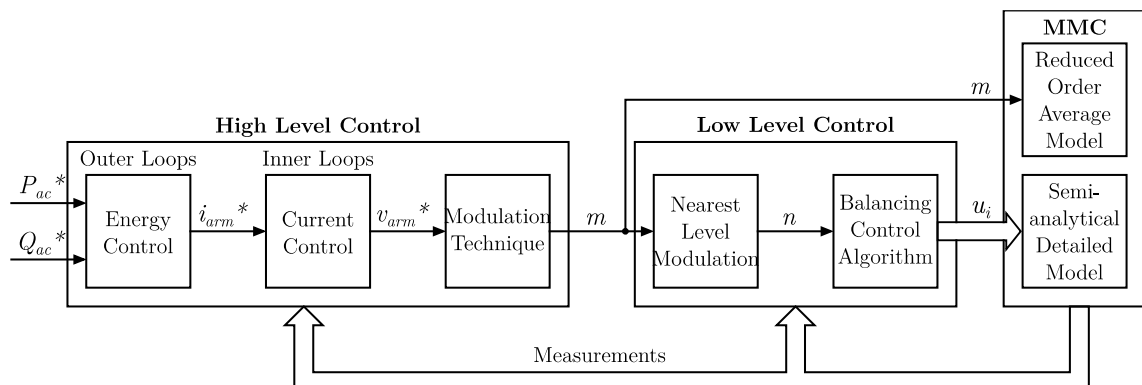 MMC
Reduced
Order
Average
Model
m
High Level Control
Low Level Control
Outer Loops
Inner Loops
P_ac*
Q_ac*
Energy
Control
i_arm*
Current
Control
v_arm*
Modulation
Technique
m
Nearest
Level
Modulation
n
Balancing
Control
Algorithm
u_i
Semi-
analytical
Detailed
Model
Measurements